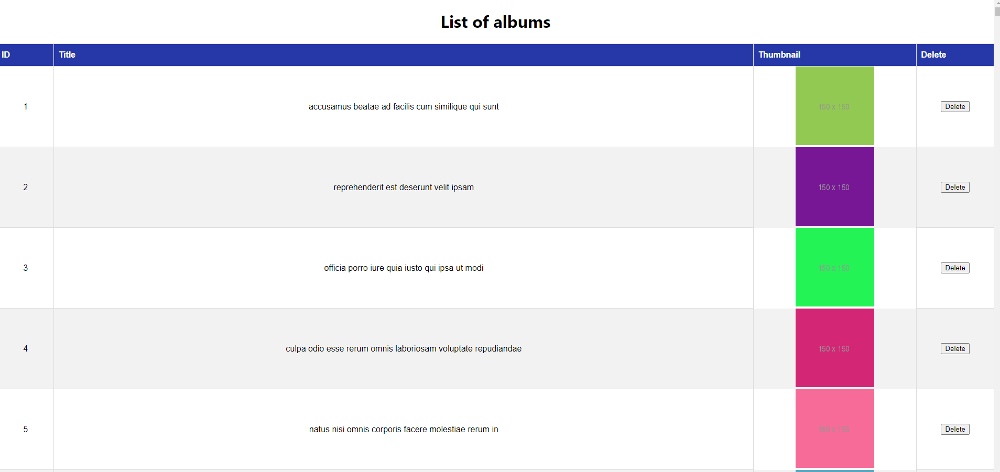 List of albums
ID Title Thumbnail Delete
1 accusamus beatae ad facilis cum similique qui sunt 150 x 150 Delete
2 reprehenderit est deserunt velit ipsam 150 x 150 Delete
3 officia porro iure quia iusto qui ipsa ut modi 150 x 150 Delete
4 culpa odio esse rerum omnis laboriosam voluptate repudiandae 150 x 150 Delete
5 natus nisi omnis corporis facere molestiae rerum in 150 x 150 Delete